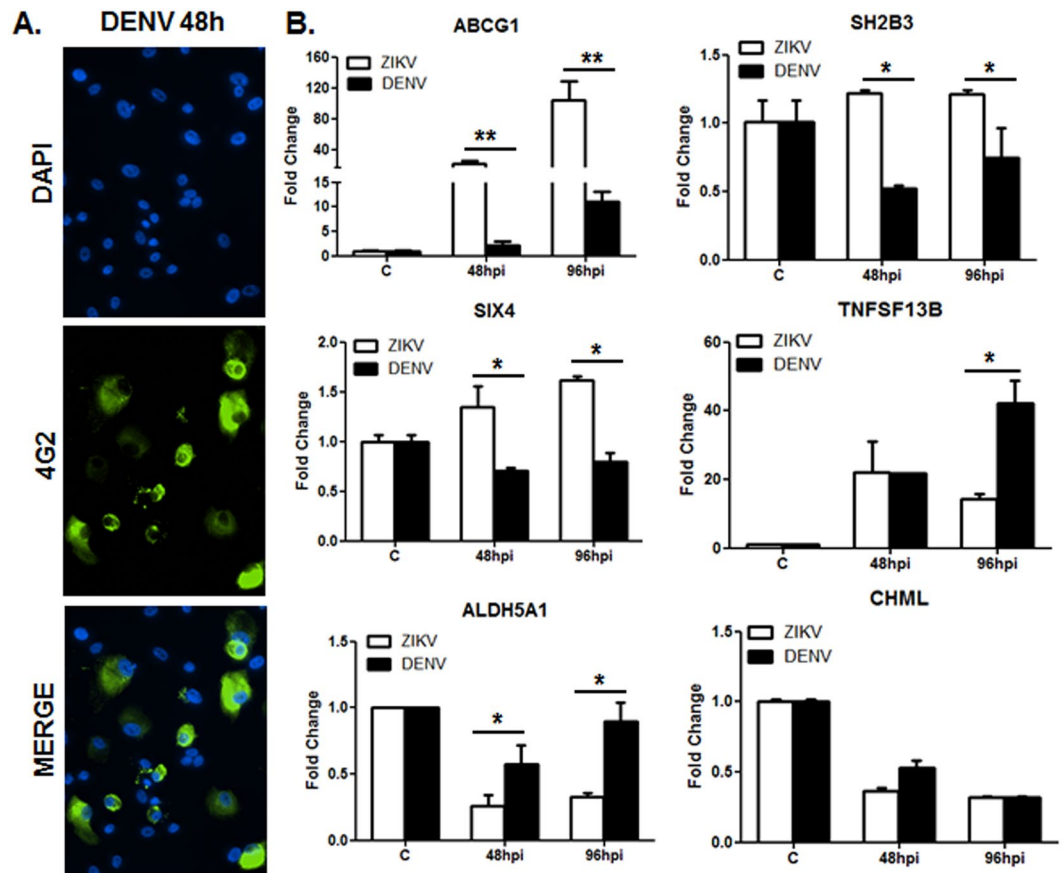 A.
DENV 48h
DAPI
4G2
MERGE
B.
ABCG1
ZIKV
DENV
Fold Change
160
120
80
40
15
10
5
0
**
**
C
48hpi
96hpi
SH2B3
ZIKV
DENV
Fold Change
1.5
1.0
0.5
0.0
*
*
C
48hpi
96hpi
SIX4
ZIKV
DENV
Fold Change
2.0
1.5
1.0
0.5
0.0
*
*
C
48hpi
96hpi
TNFSF13B
ZIKV
DENV
Fold Change
60
40
20
0
*
C
48hpi
96hpi
ALDH5A1
ZIKV
DENV
Fold Change
1.5
1.0
0.5
0.0
*
*
C
48hpi
96hpi
CHML
ZIKV
DENV
Fold Change
1.5
1.0
0.5
0.0
C
48hpi
96hpi